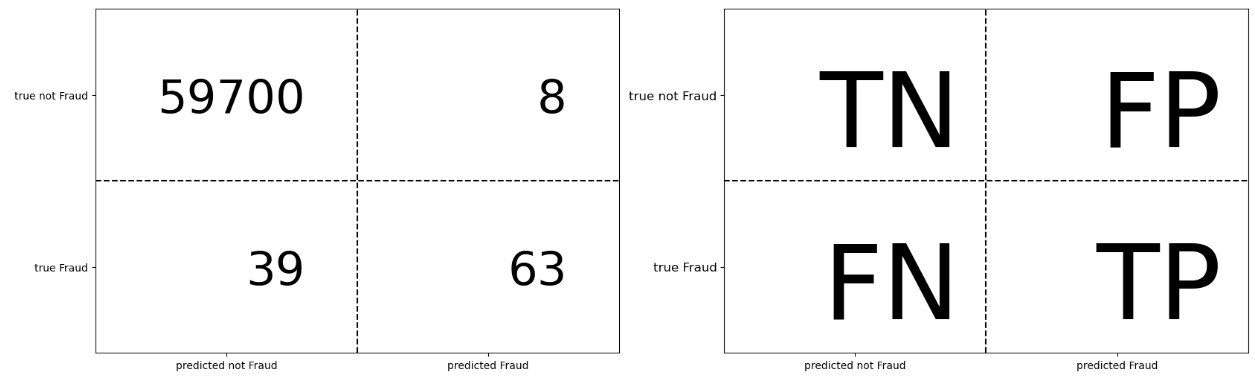 true not Fraud
59700
8
true Fraud
39
63
predicted not Fraud
predicted Fraud
true not Fraud
TN
FP
true Fraud
FN
TP
predicted not Fraud
predicted Fraud